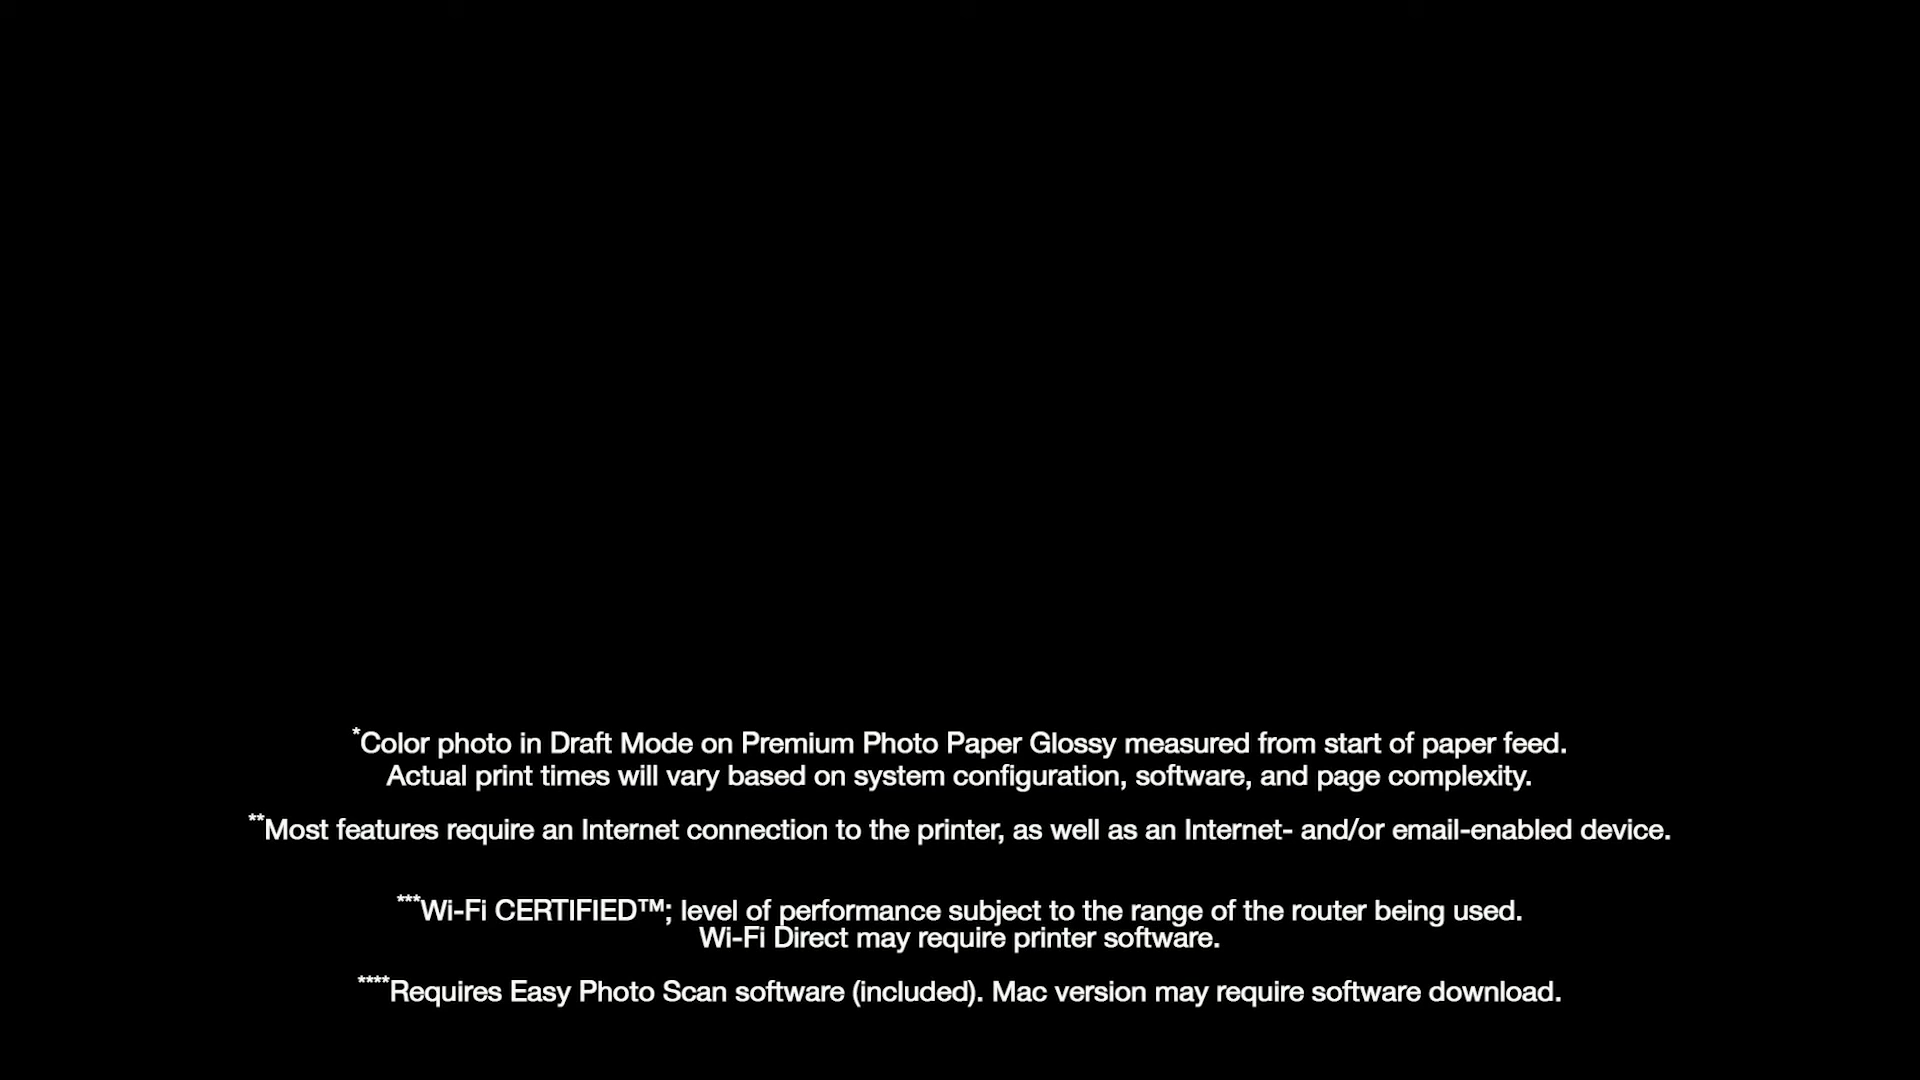 *Color photo in Draft Mode on Premium Photo Paper Glossy measured from start of paper feed.
Actual print times will vary based on system configuration, software, and page complexity.
**Most features require an Internet connection to the printer, as well as an Internet- and/or email-enabled device.
***Wi-Fi CERTIFIED™; level of performance subject to the range of the router being used.
Wi-Fi Direct may require printer software.
****Requires Easy Photo Scan software (included). Mac version may require software download.